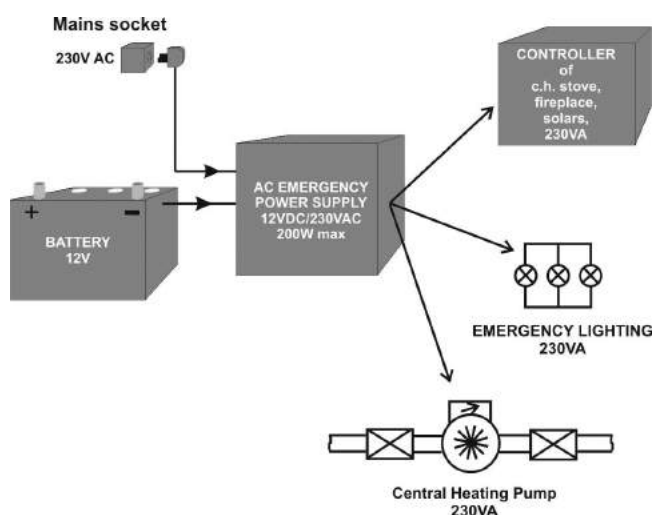 Mains socket
230V AC
CONTROLLER
of
c.h. stove,
fireplace,
solars,
230VA
AC EMERGENCY
POWER SUPPLY
12VDC/230VAC
200W max
+ −
BATTERY
12V
EMERGENCY LIGHTING
230VA
Central Heating Pump
230VA